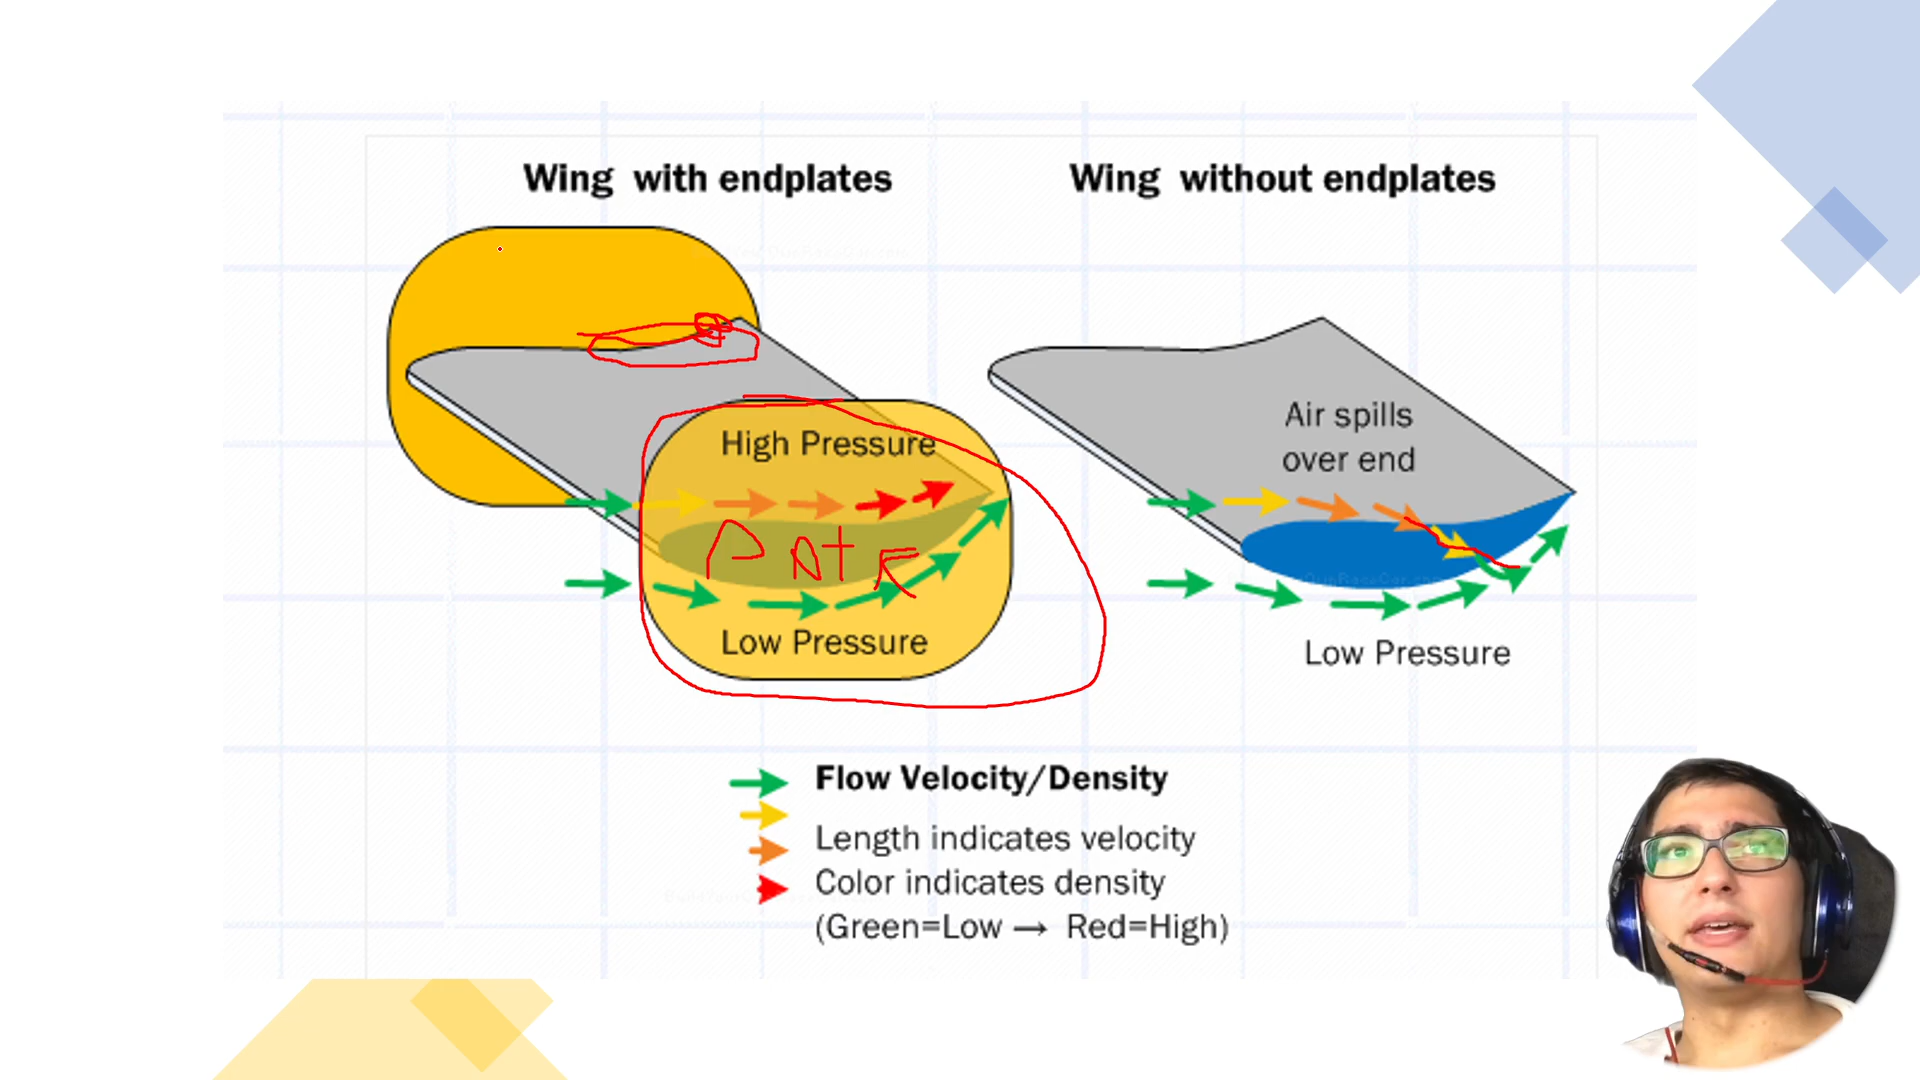 Wing with endplates
Wing without endplates
High Pressure
Low Pressure
Air spills
over end
Low Pressure
Flow Velocity/Density
Length indicates velocity
Color indicates density
(Green=Low → Red=High)